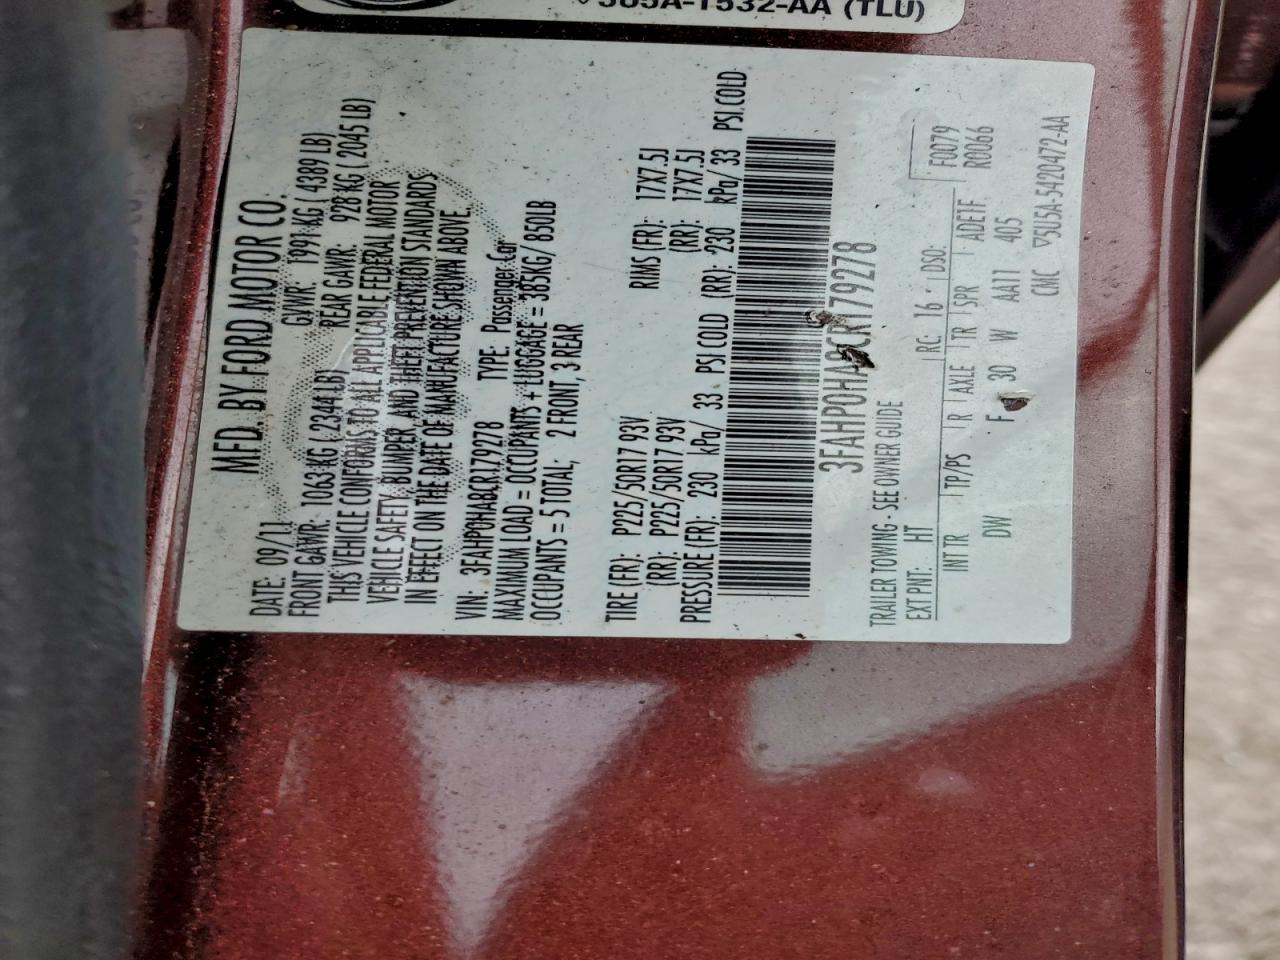 5U5A-1532-AA (TLU)
MFD. BY FORD MOTOR CO.
DATE: 09/11 GVWR: 1991 KG ( 4389 LB)
FRONT GAWR: 1063 KG ( 2344 LB) REAR GAWR: 928 KG ( 2045 LB)
THIS VEHICLE CONFORMS TO ALL APPLICABLE FEDERAL MOTOR
VEHICLE SAFETY, BUMPER, AND THEFT PREVENTION STANDARDS
IN EFFECT ON THE DATE OF MANUFACTURE SHOWN ABOVE.
VIN: 3FAHP0HA8CR179278 TYPE: Passenger Car
MAXIMUM LOAD = OCCUPANTS + LUGGAGE = 385KG/ 850LB
OCCUPANTS = 5 TOTAL; 2 FRONT, 3 REAR
TIRE (FR): P225/50R17 93V RMS (FR): 17X7.5J
(RR): P225/50R17 93V (RR): 17X7.5J
PRESSURE (FR): 230 kPa/ 33 PSI COLD (RR): 230 kPa/ 33 PSI.COLD
3FAHP0HA8CR179278
TRAILER TOWING - SEE OWNER GUIDE
EXT PNT: HT RC: 16 DSO: F0079
INT TR TP/PS R AXLE TR SPR ADE1F R0066
DW F 30 W AA11 405
CMC ▽5U5A-5420472-AA